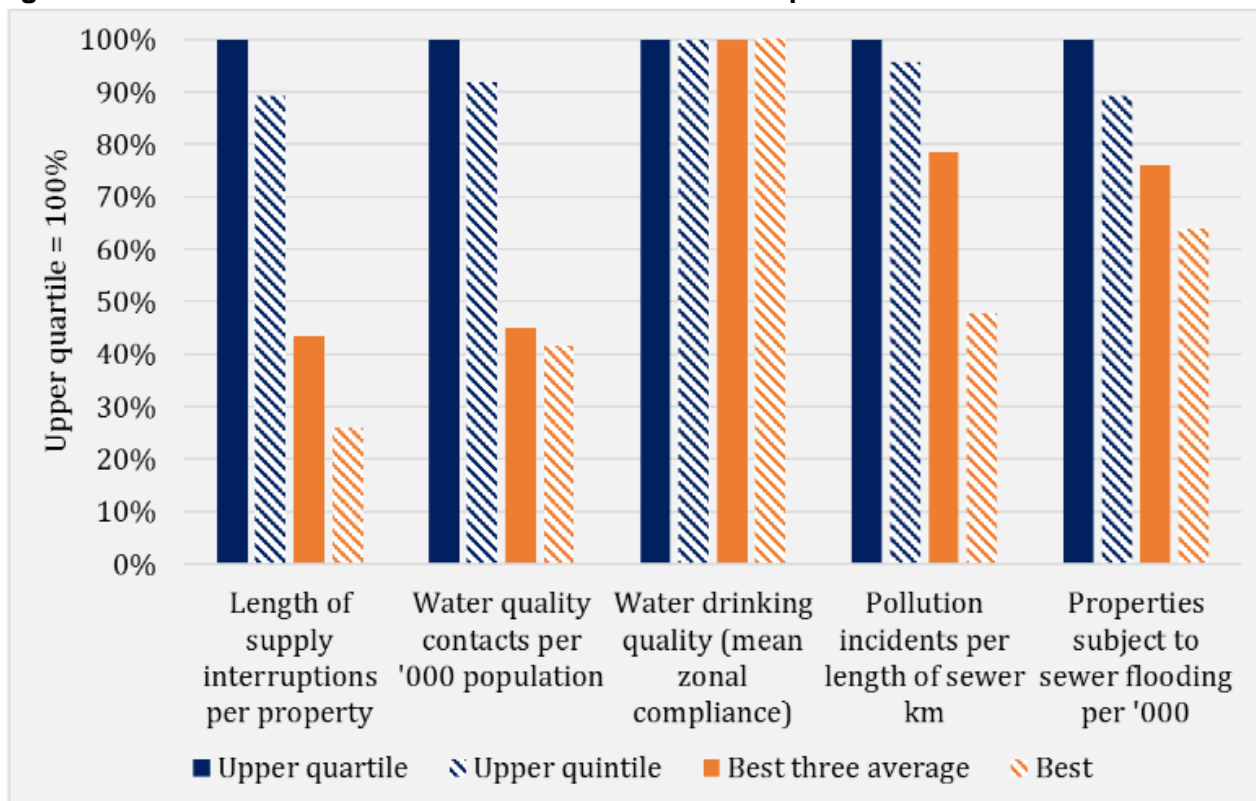 100%
90%
80%
70%
60%
50%
40%
30%
20%
10%
0%
Upper quartile = 100%
Length of
supply
interruptions
per property
Water quality
contacts per
'000 population
Water drinking
quality (mean
zonal
compliance)
Pollution
incidents per
length of sewer
km
Properties
subject to
sewer flooding
per '000
Upper quartile
Upper quintile
Best three average
Best